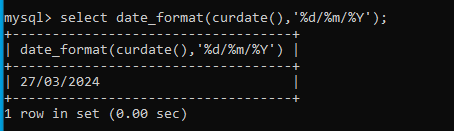 mysql> select date_format(curdate(),'%d/%m/%Y');
+----------------------------------+
| date_format(curdate(),'%d/%m/%Y') |
+----------------------------------+
| 27/03/2024                        |
+----------------------------------+
1 row in set (0.00 sec)